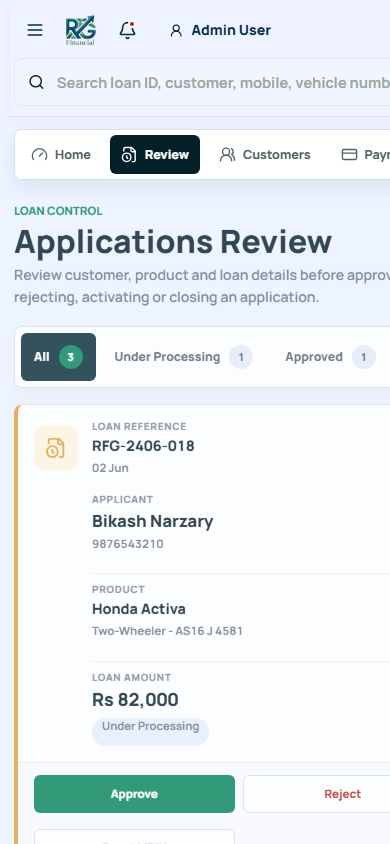 RFG
Financial
Admin User
Search loan ID, customer, mobile, vehicle numb
Home
Review
Customers
Payr
LOAN CONTROL
Applications Review
Review customer, product and loan details before approv
rejecting, activating or closing an application.
All 3
Under Processing 1
Approved 1
LOAN REFERENCE
RFG-2406-018
02 Jun
APPLICANT
Bikash Narzary
9876543210
PRODUCT
Honda Activa
Two-Wheeler - AS16 J 4581
LOAN AMOUNT
Rs 82,000
Under Processing
Approve
Reject